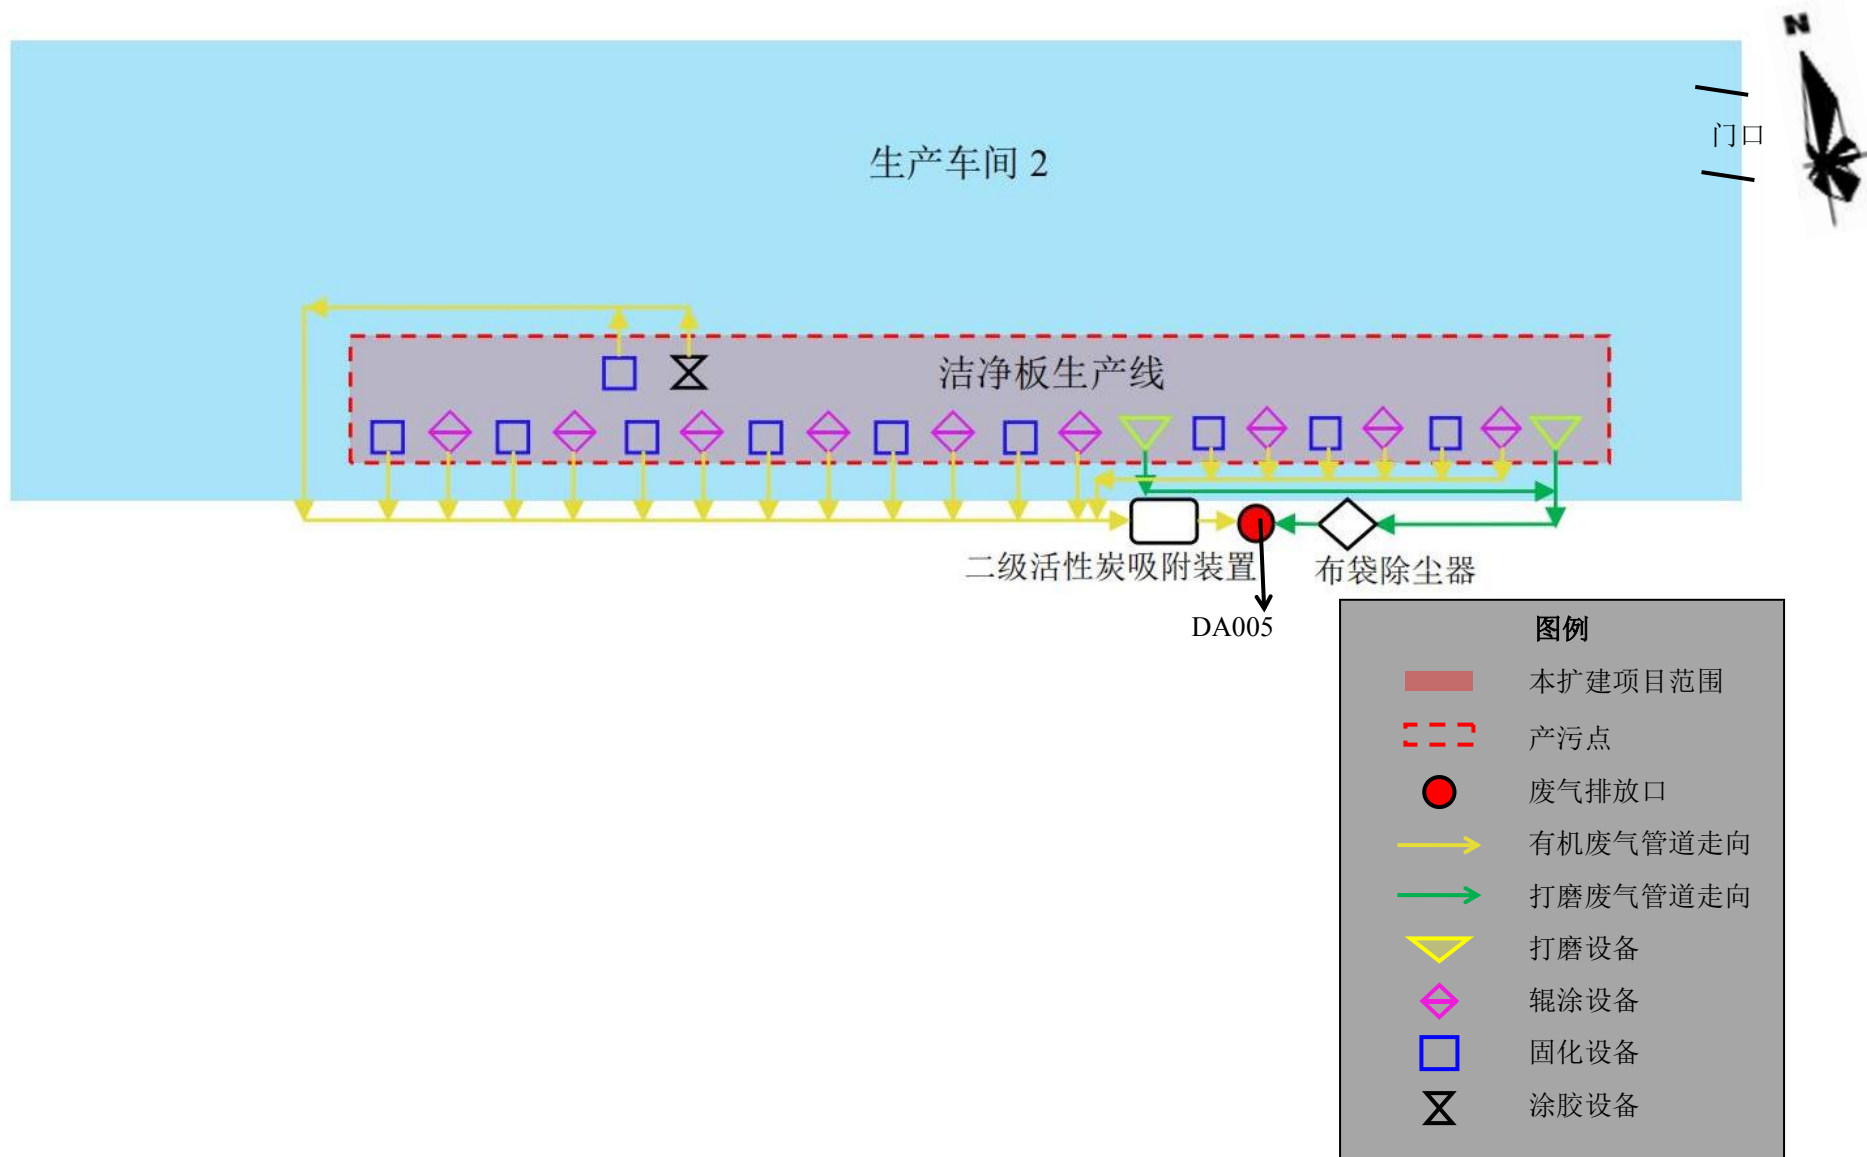 N
门口
生产车间 2
洁净板生产线
二级活性炭吸附装置
布袋除尘器
DA005
图例
本扩建项目范围
产污点
废气排放口
有机废气管道走向
打磨废气管道走向
打磨设备
辊涂设备
固化设备
涂胶设备